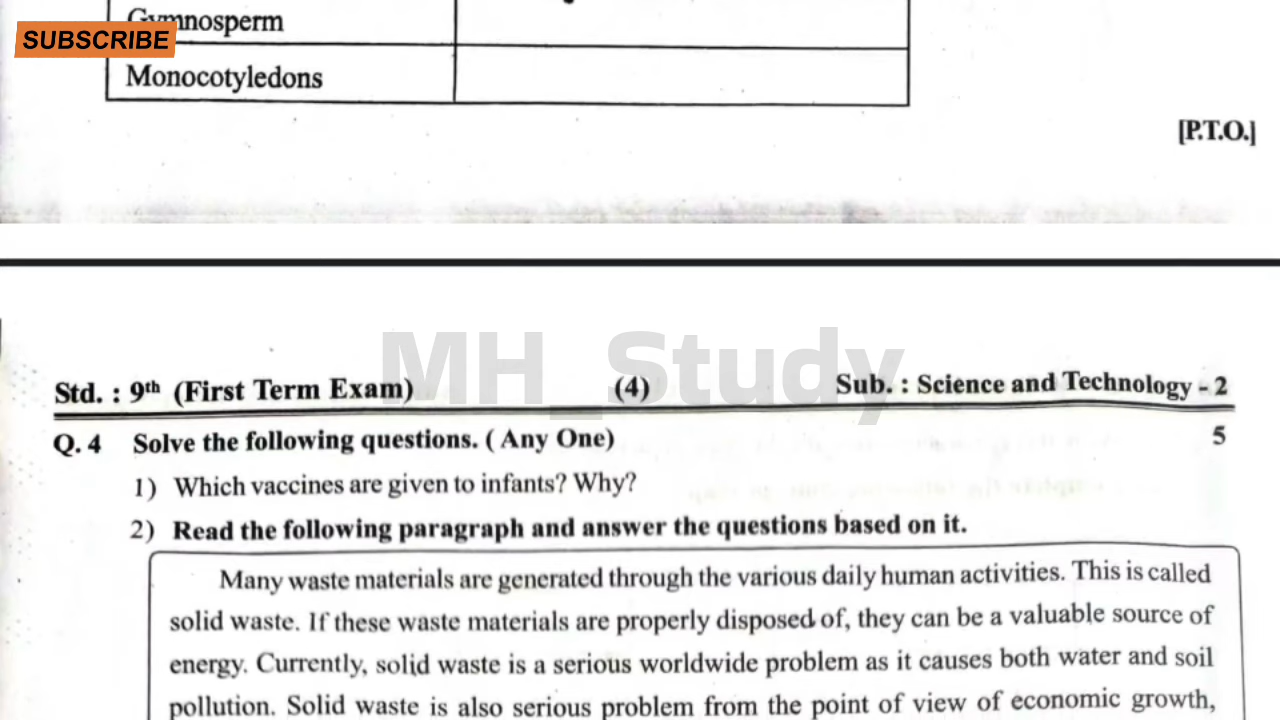 Gymnosperm
SUBSCRIBE
Monocotyledons
[P.T.O.]
MH_Study
Std. : 9th (First Term Exam) (4) Sub. : Science and Technology - 2
Q. 4 Solve the following questions. ( Any One) 5
1) Which vaccines are given to infants? Why?
2) Read the following paragraph and answer the questions based on it.
Many waste materials are generated through the various daily human activities. This is called
solid waste. If these waste materials are properly disposed of, they can be a valuable source of
energy. Currently, solid waste is a serious worldwide problem as it causes both water and soil
pollution. Solid waste is also serious problem from the point of view of economic growth,